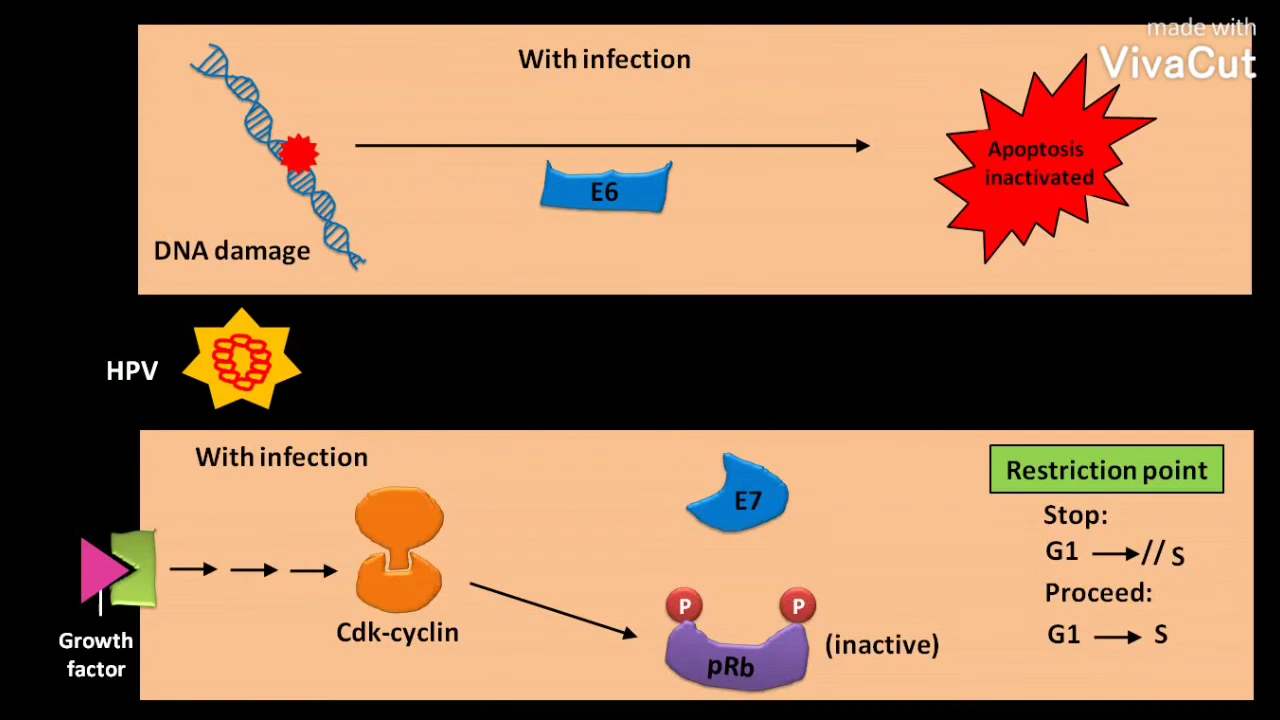 made with
VivaCut
With infection
Apoptosis
inactivated
E6
DNA damage
HPV
With infection
Restriction point
E7
Stop:
G1 // S
Proceed:
G1 S
P P
Growth
factor
Cdk-cyclin
pRb
(inactive)